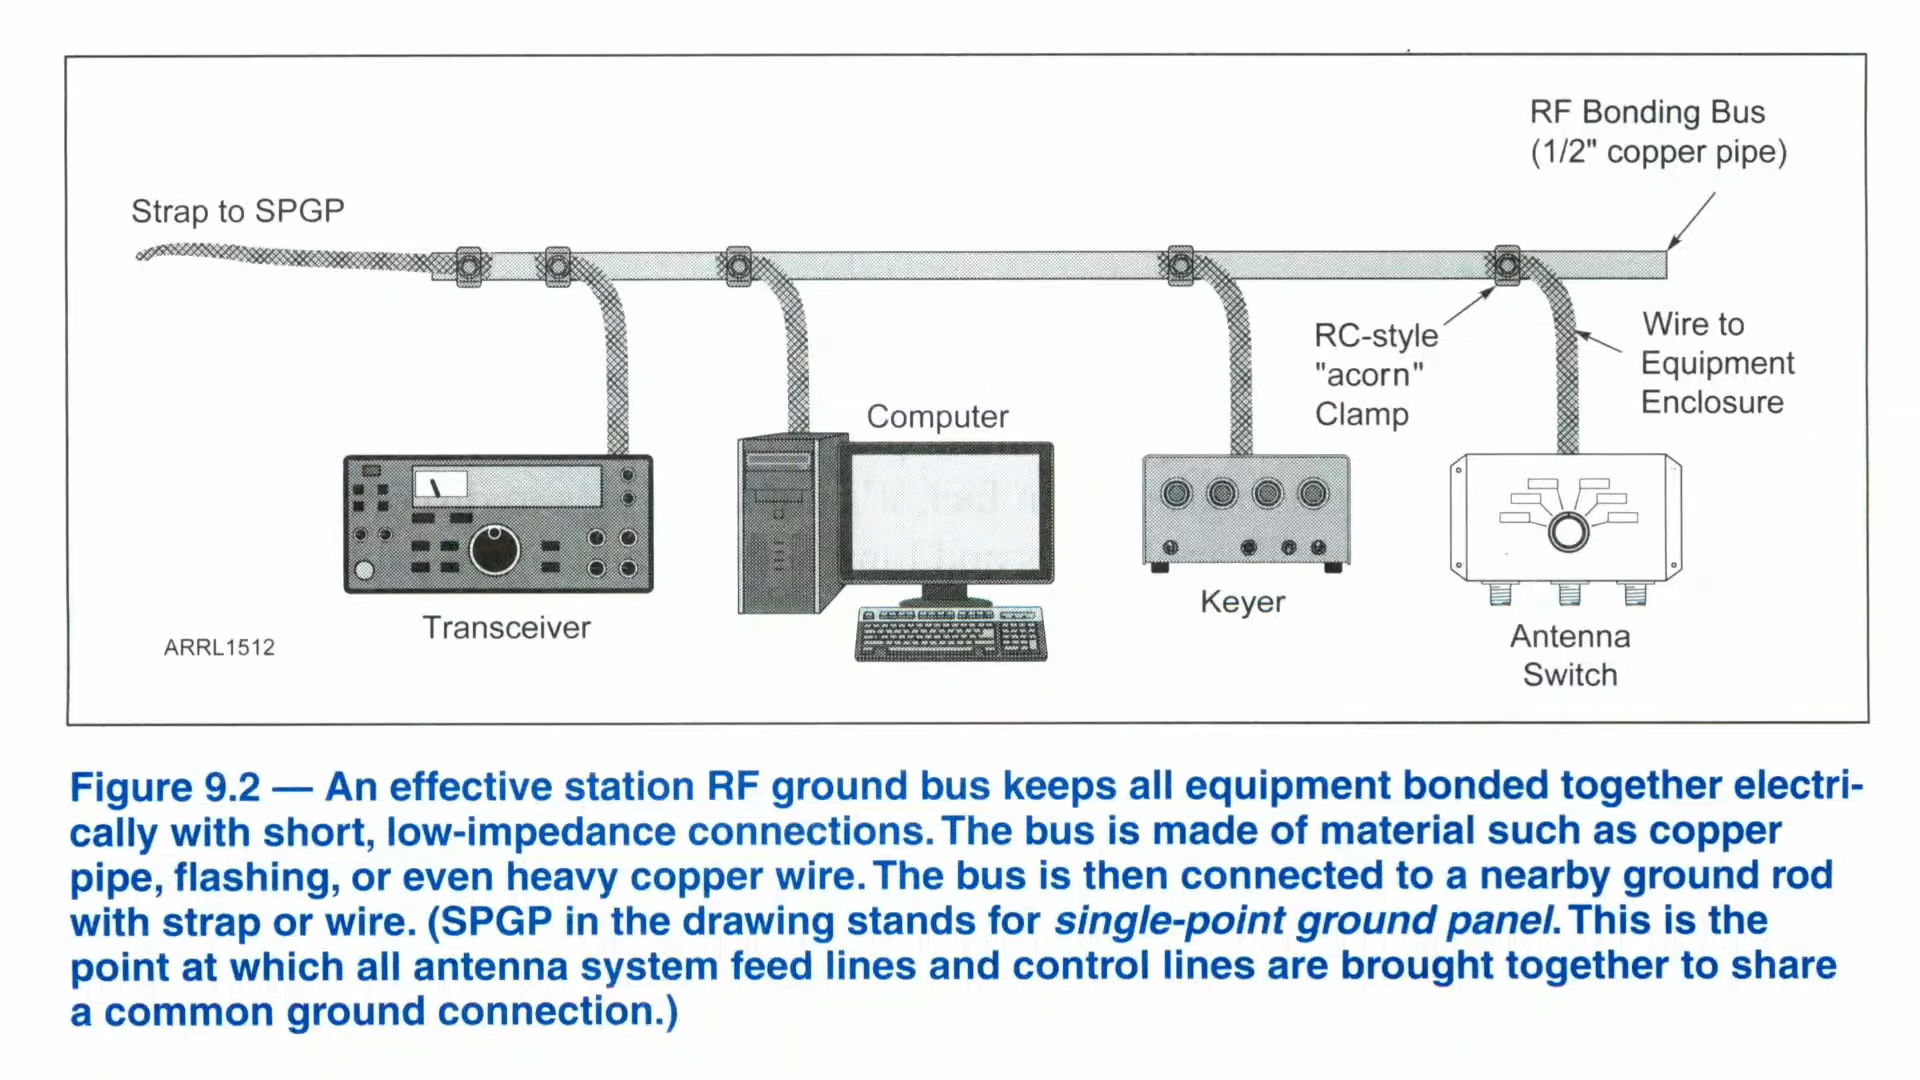 RF Bonding Bus
(1/2" copper pipe)
Strap to SPGP
RC-style
"acorn"
Clamp
Wire to
Equipment
Enclosure
Computer
Transceiver
Keyer
Antenna
Switch
ARRL1512
Figure 9.2 — An effective station RF ground bus keeps all equipment bonded together electri-
cally with short, low-impedance connections. The bus is made of material such as copper
pipe, flashing, or even heavy copper wire. The bus is then connected to a nearby ground rod
with strap or wire. (SPGP in the drawing stands for single-point ground panel. This is the
point at which all antenna system feed lines and control lines are brought together to share
a common ground connection.)